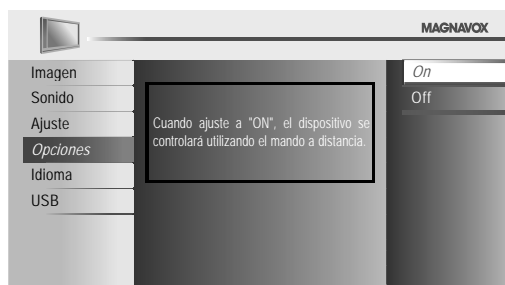 MAGNAVOX
Imagen
Sonido
Ajuste
Opciones
Idioma
USB
Cuando ajuste a "ON", el dispositivo se
controlará utilizando el mando a distancia.
On
Off